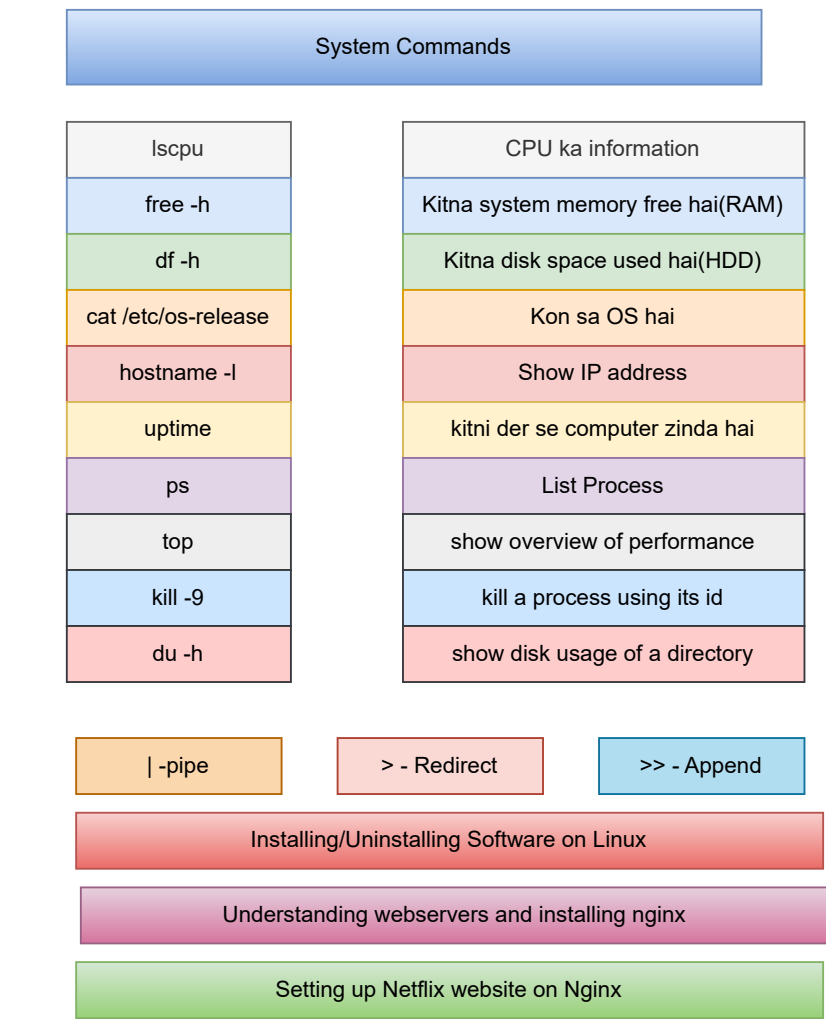 System Commands
lscpu
CPU ka information
free -h
Kitna system memory free hai(RAM)
df -h
Kitna disk space used hai(HDD)
cat /etc/os-release
Kon sa OS hai
hostname -I
Show IP address
uptime
kitni der se computer zinda hai
ps
List Process
top
show overview of performance
kill -9
kill a process using its id
du -h
show disk usage of a directory
| -pipe
> - Redirect
>> - Append
Installing/Uninstalling Software on Linux
Understanding webservers and installing nginx
Setting up Netflix website on Nginx